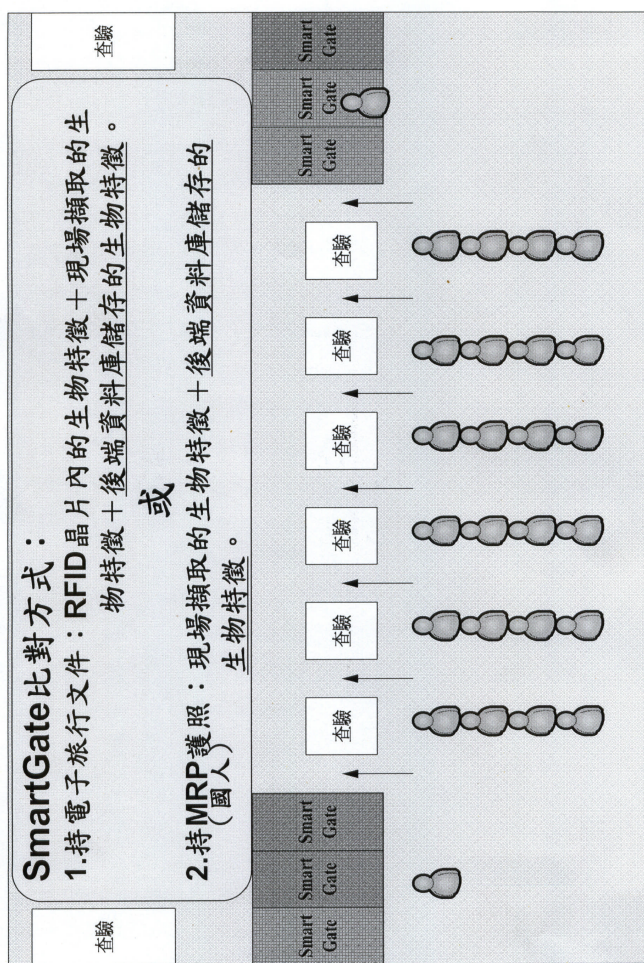 查驗
查驗
SmartGate比對方式：
1.持電子旅行文件：RFID晶片內的生物特徵＋現場擷取的生
物特徵＋後端資料庫儲存的生物特徵。
或
2.持MRP護照：現場擷取的生物特徵＋後端資料庫儲存的
(國人)
生物特徵。
Smart
Gate
Smart
Gate
Smart
Gate
查驗
查驗
查驗
查驗
查驗
查驗
Smart
Gate
Smart
Gate
Smart
Gate